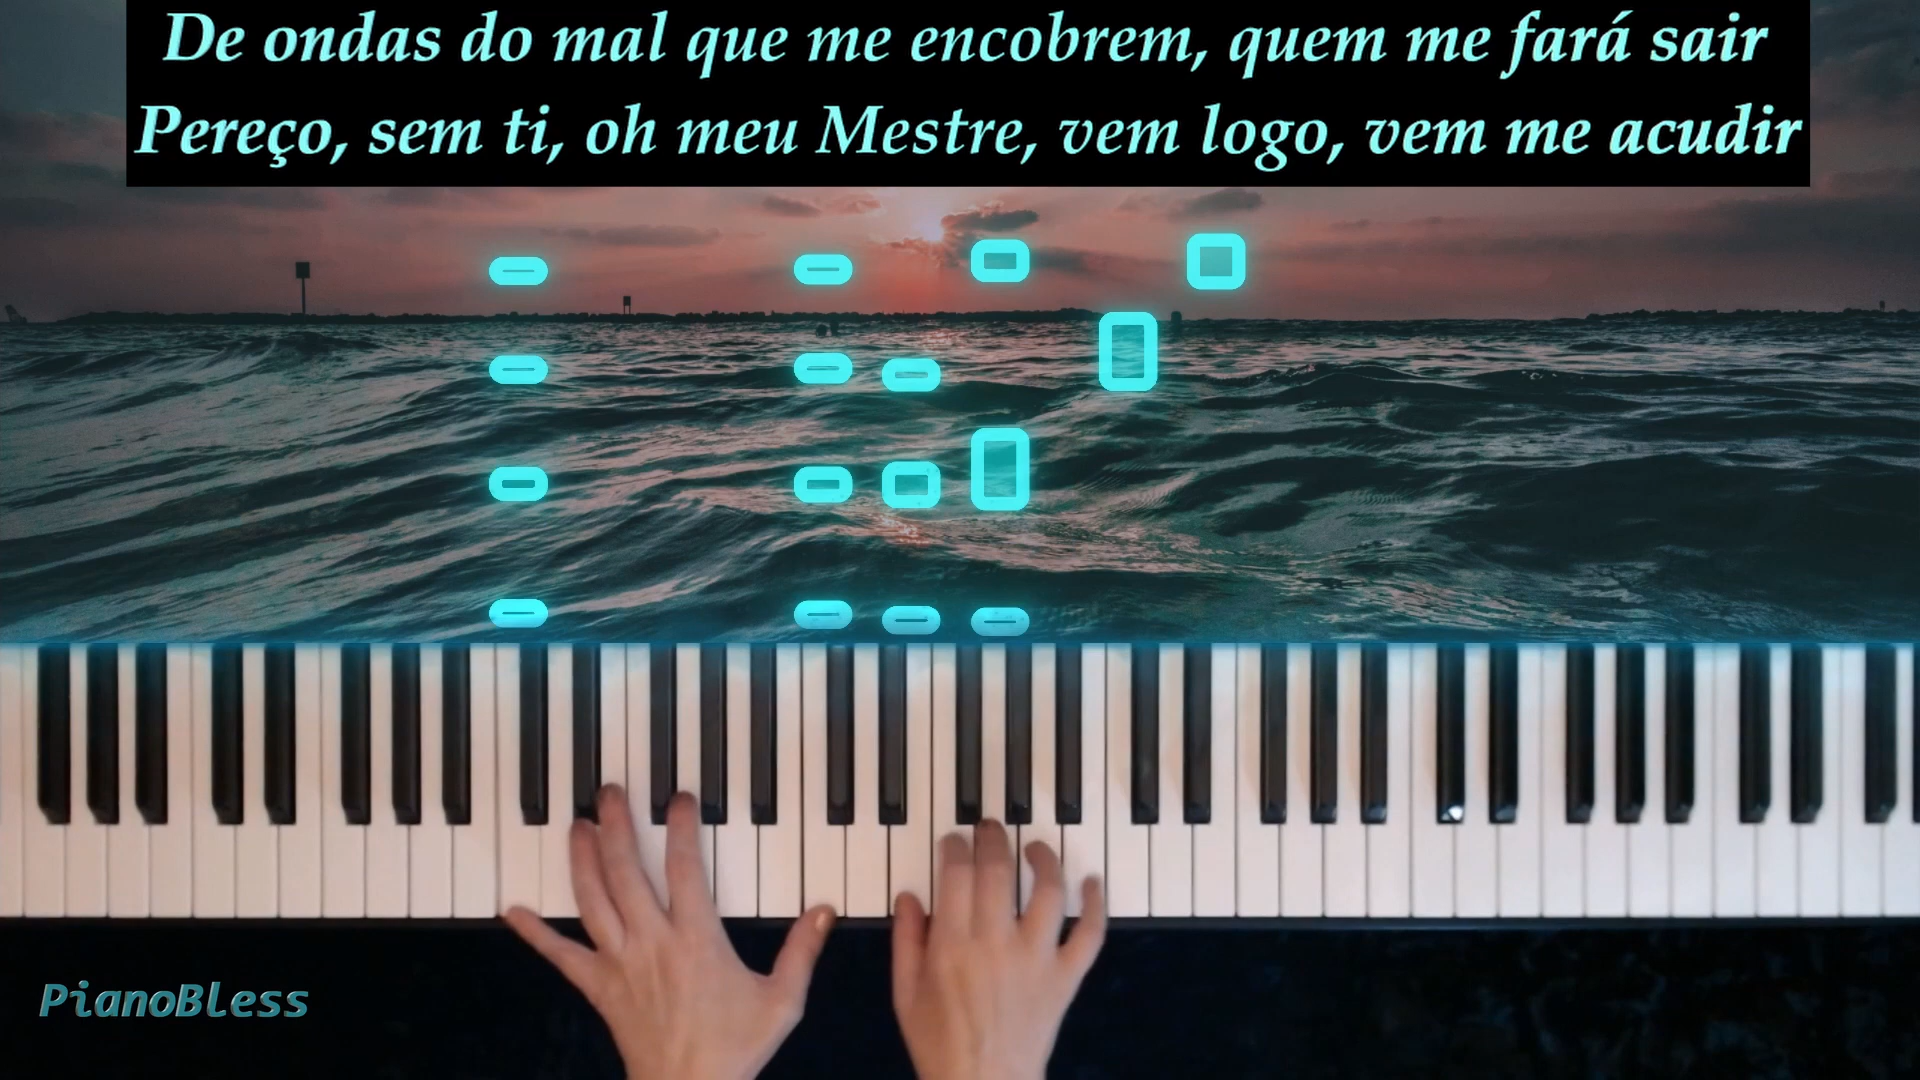 De ondas do mal que me encobrem, quem me fará sair
Pereço, sem ti, oh meu Mestre, vem logo, vem me acudir
PianoBless